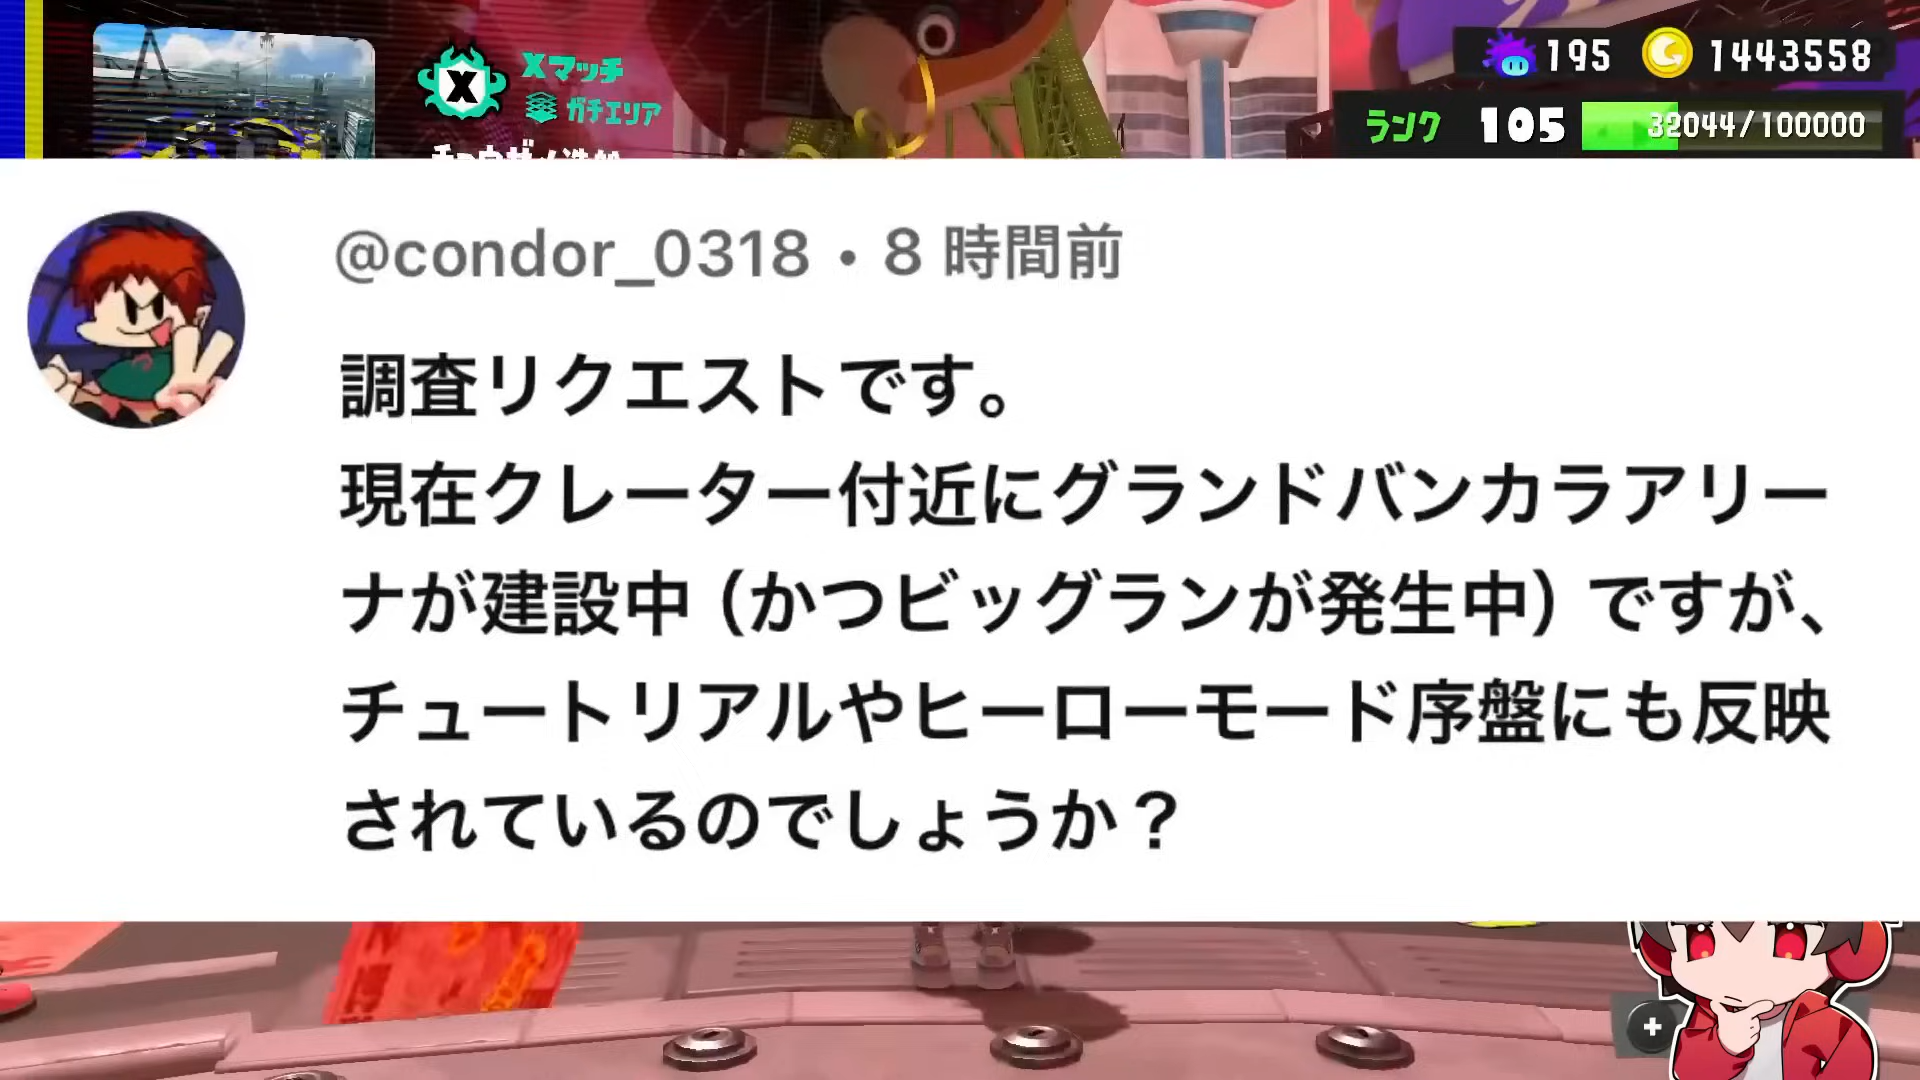 195 1443558
Xマッチ
ガチエリア
ランク 105 32044/100000
@condor_0318・8 時間前
調査リクエストです。
現在クレーター付近にグランドバンカラアリー
ナが建設中（かつビッグランが発生中）ですが、
チュートリアルやヒーローモード序盤にも反映
されているのでしょうか？